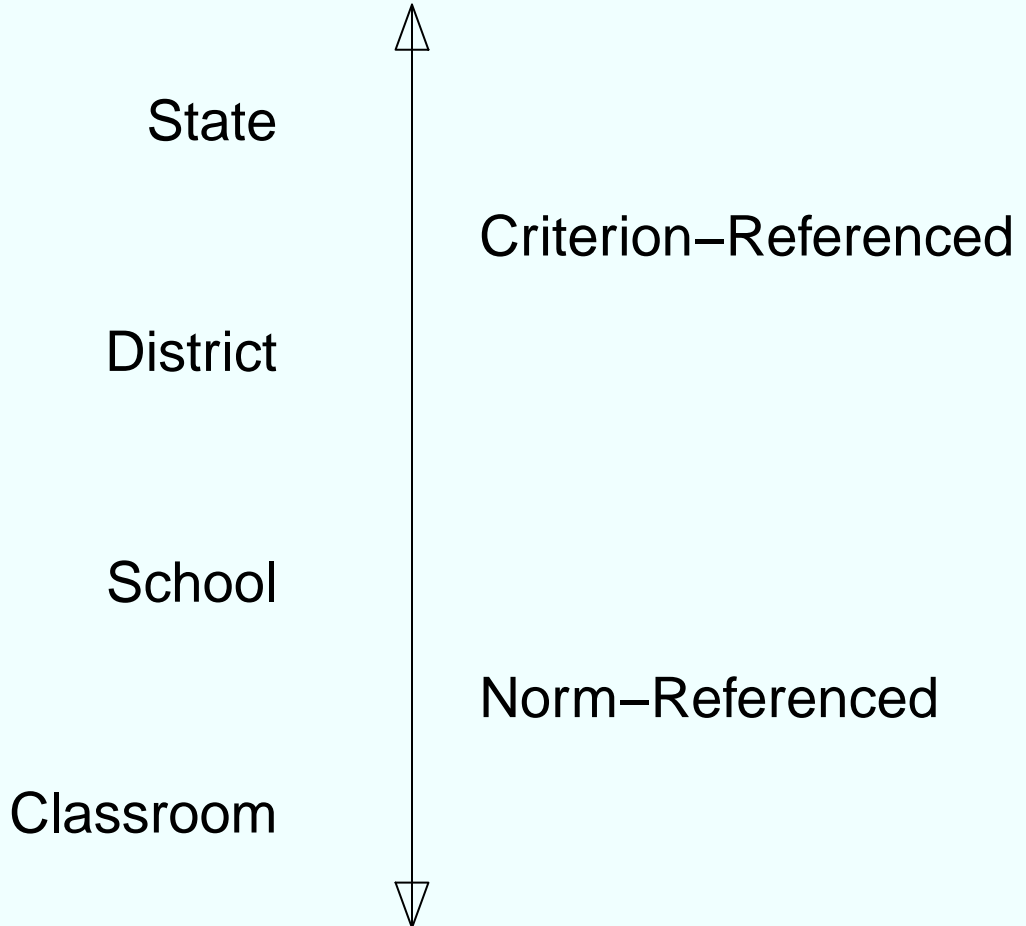 State
Criterion–Referenced
District
School
Norm–Referenced
Classroom